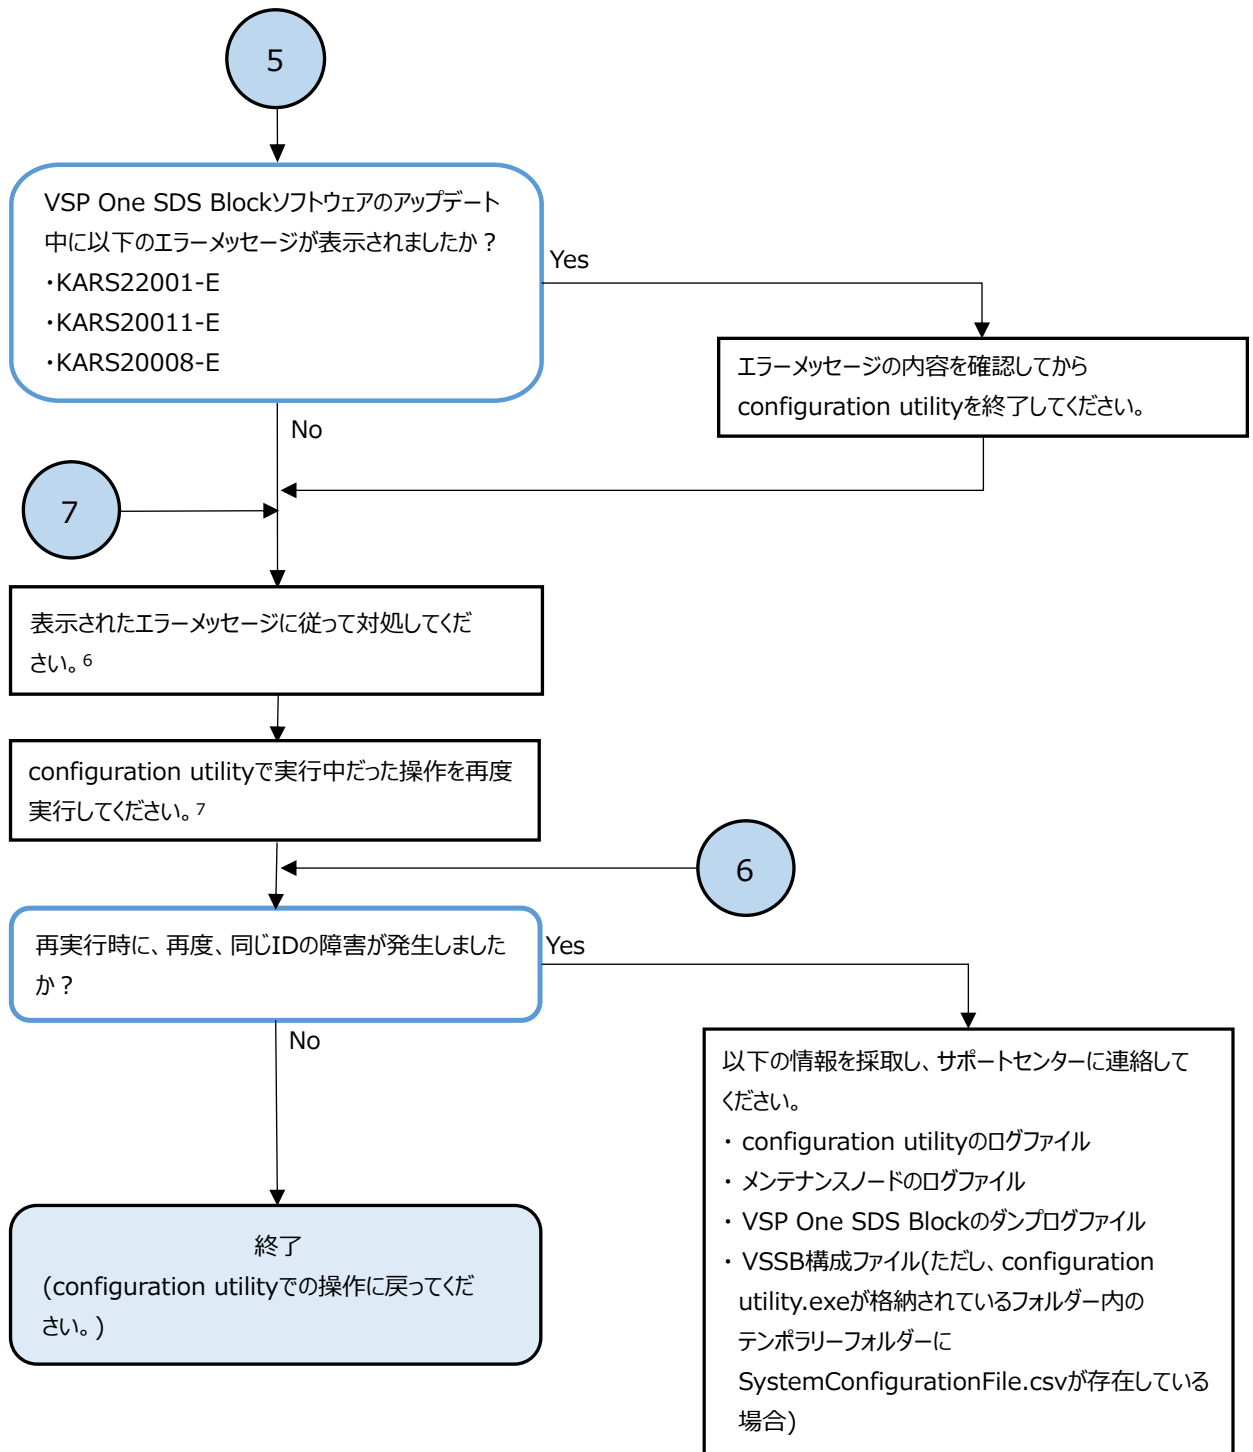 5
VSP One SDS Blockソフトウェアのアップデート
中に以下のエラーメッセージが表示されましたか？
・KARS22001-E
・KARS20011-E
・KARS20008-E
Yes
エラーメッセージの内容を確認してから
configuration utilityを終了してください。
No
7
表示されたエラーメッセージに従って対処してくだ
さい。6
configuration utilityで実行中だった操作を再度
実行してください。7
6
再実行時に、再度、同じIDの障害が発生しました
か？
Yes
No
以下の情報を採取し、サポートセンターに連絡して
ください。
・ configuration utilityのログファイル
・ メンテナンスノードのログファイル
・ VSP One SDS Blockのダンプログファイル
・ VSSB構成ファイル(ただし、configuration
utility.exeが格納されているフォルダー内の
テンポラリーフォルダーに
SystemConfigurationFile.csvが存在している
場合)
終了
(configuration utilityでの操作に戻ってくだ
さい。)